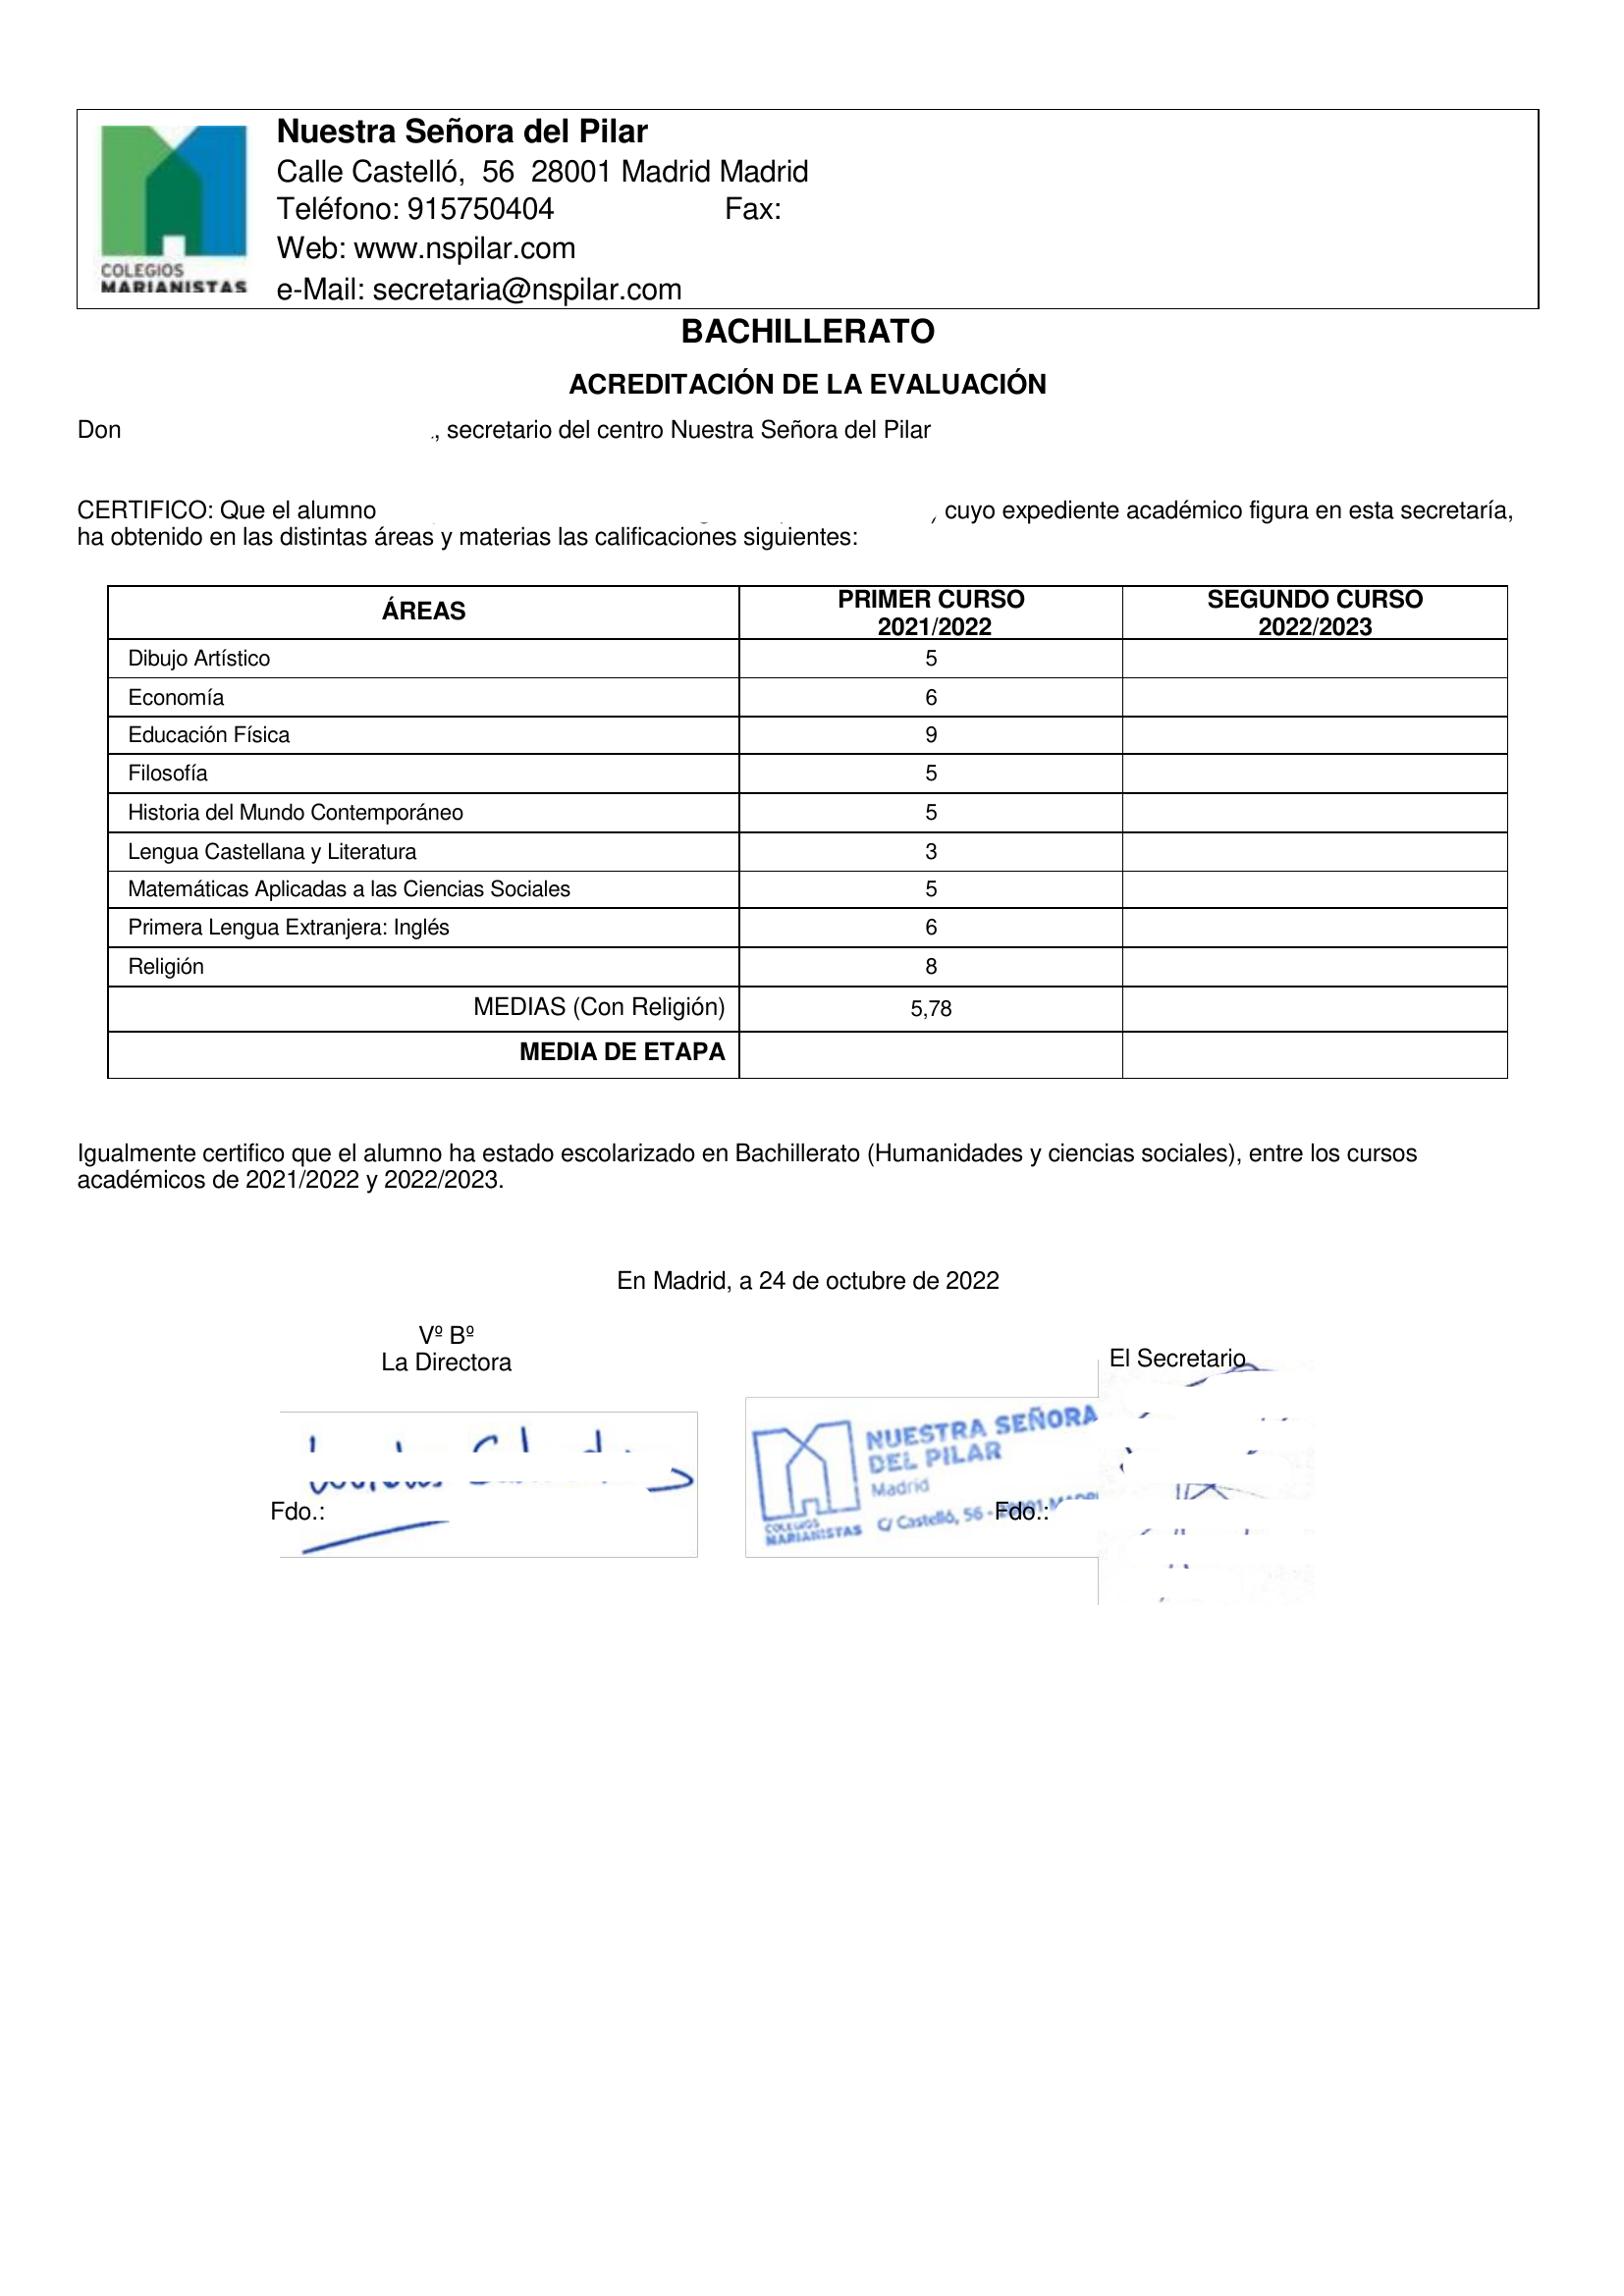 Nuestra Señora del Pilar
Calle Castelló,  56  28001 Madrid Madrid
Teléfono: 915750404 Fax:
Web: www.nspilar.com
e-Mail: secretaria@nspilar.com
COLEGIOS
MARIANISTAS
BACHILLERATO
ACREDITACIÓN DE LA EVALUACIÓN
Don , secretario del centro Nuestra Señora del Pilar
CERTIFICO: Que el alumno , cuyo expediente académico figura en esta secretaría,
ha obtenido en las distintas áreas y materias las calificaciones siguientes:
ÁREAS PRIMER CURSO 2021/2022 SEGUNDO CURSO 2022/2023
Dibujo Artístico 5
Economía 6
Educación Física 9
Filosofía 5
Historia del Mundo Contemporáneo 5
Lengua Castellana y Literatura 3
Matemáticas Aplicadas a las Ciencias Sociales 5
Primera Lengua Extranjera: Inglés 6
Religión 8
MEDIAS (Con Religión) 5,78
MEDIA DE ETAPA
Igualmente certifico que el alumno ha estado escolarizado en Bachillerato (Humanidades y ciencias sociales), entre los cursos
académicos de 2021/2022 y 2022/2023.
En Madrid, a 24 de octubre de 2022
Vº Bº
La Directora
El Secretario
NUESTRA SEÑORA
DEL PILAR
Madrid
C/ Castelló, 56 - 28001
COLEGIOS
MARIANISTAS
Fdo.: Fdo.: